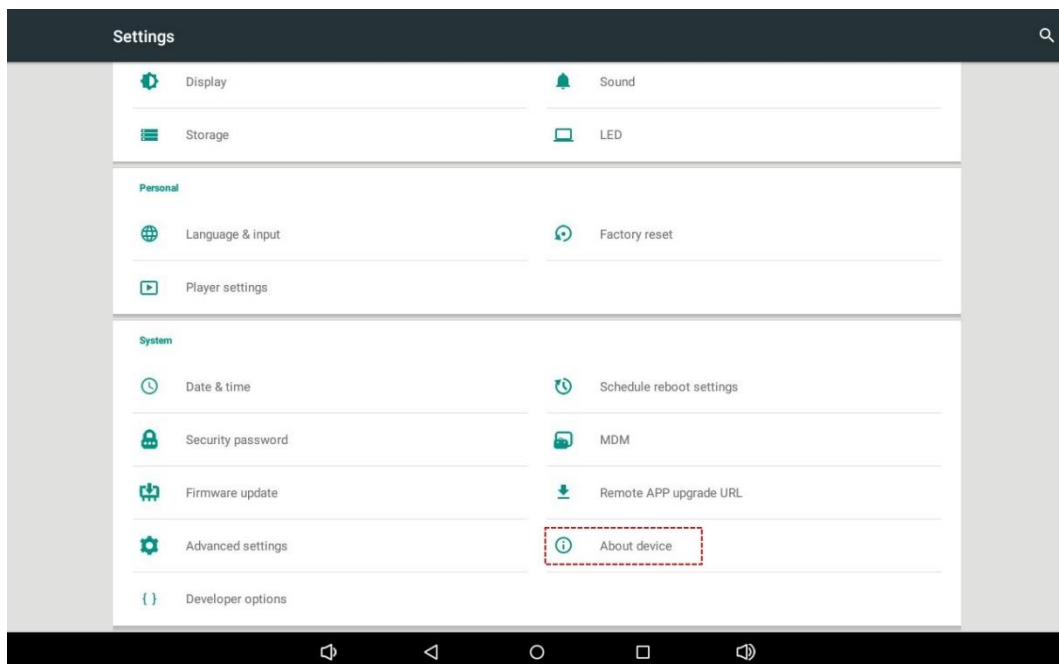 Settings
Display
Sound
Storage
LED
Personal
Language & input
Factory reset
Player settings
System
Date & time
Schedule reboot settings
Security password
MDM
Firmware update
Remote APP upgrade URL
Advanced settings
About device
{ } Developer options